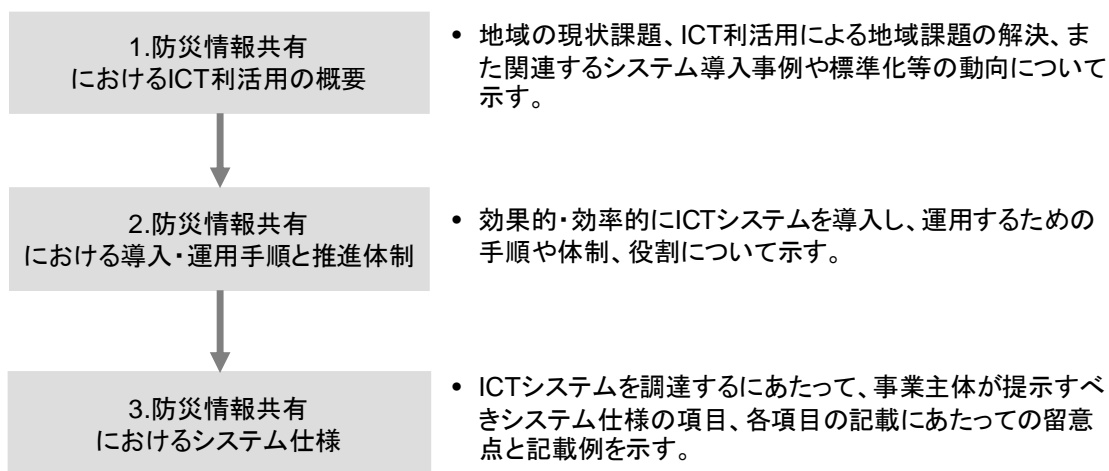 1.防災情報共有
におけるICT利活用の概要
• 地域の現状課題、ICT利活用による地域課題の解決、ま
た関連するシステム導入事例や標準化等の動向について
示す。
2.防災情報共有
における導入・運用手順と推進体制
• 効果的・効率的にICTシステムを導入し、運用するための
手順や体制、役割について示す。
3.防災情報共有
におけるシステム仕様
• ICTシステムを調達するにあたって、事業主体が提示すべ
きシステム仕様の項目、各項目の記載にあたっての留意
点と記載例を示す。